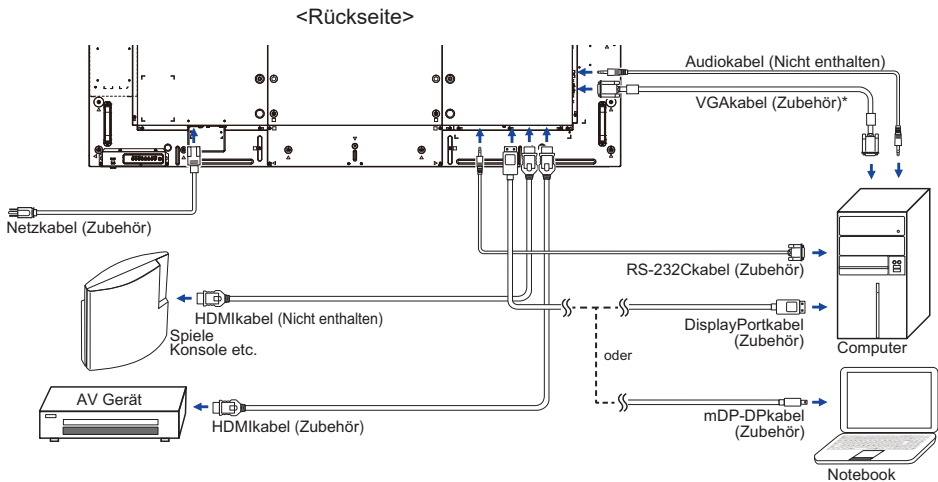 <Rückseite>
Audiokabel (Nicht enthalten)
VGAkabel (Zubehör)*
Netzkabel (Zubehör)
RS-232Ckabel (Zubehör)
HDMIkabel (Nicht enthalten)
Spiele
Konsole etc.
DisplayPortkabel
(Zubehör)
Computer
oder
AV Gerät
HDMIkabel (Zubehör)
mDP-DPkabel
(Zubehör)
Notebook